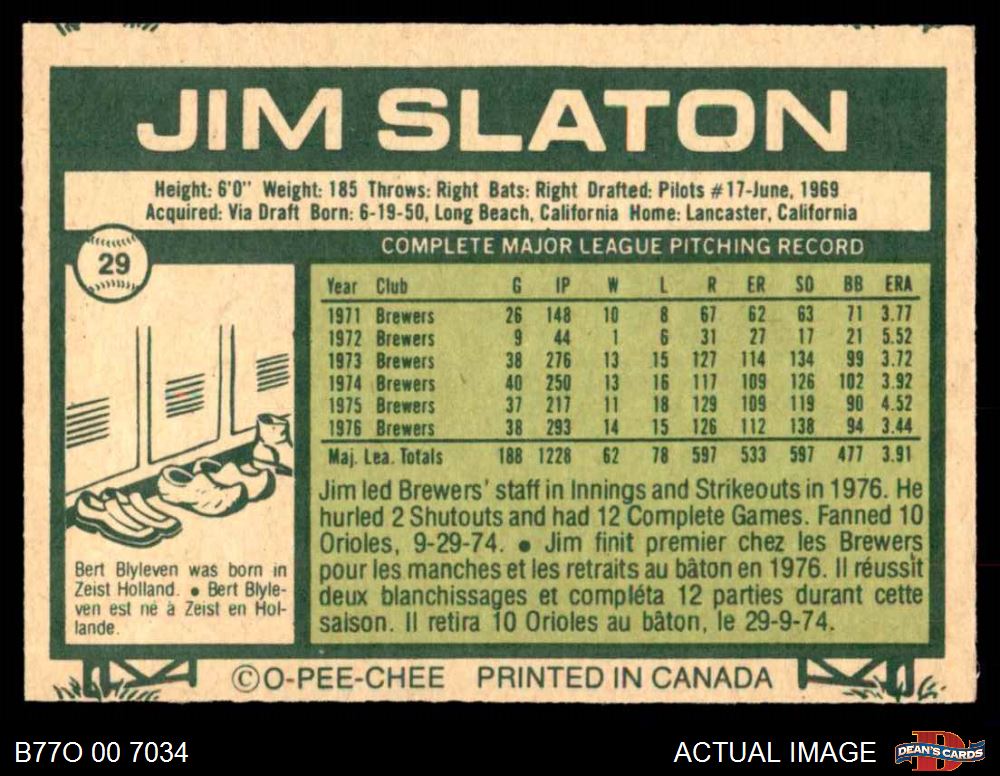 JIM SLATON
Height: 6'0" Weight: 185 Throws: Right Bats: Right Drafted: Pilots #17-June, 1969
Acquired: Via Draft Born: 6-19-50, Long Beach, California Home: Lancaster, California
29
COMPLETE MAJOR LEAGUE PITCHING RECORD
Year Club G IP W L R ER SO BB ERA
1971 Brewers 26 148 10 8 67 62 63 71 3.77
1972 Brewers 9 44 1 6 31 27 17 21 5.52
1973 Brewers 38 276 13 15 127 114 134 99 3.72
1974 Brewers 40 250 13 16 117 109 126 102 3.92
1975 Brewers 37 217 11 18 129 109 119 90 4.52
1976 Brewers 38 293 14 15 126 112 138 94 3.44
Maj. Lea. Totals 188 1228 62 78 597 533 597 477 3.91
Jim led Brewers' staff in Innings and Strikeouts in 1976. He
hurled 2 Shutouts and had 12 Complete Games. Fanned 10
Orioles, 9-29-74. ● Jim finit premier chez les Brewers
pour les manches et les retraits au bâton en 1976. Il réussit
deux blanchissages et compléta 12 parties durant cette
saison. Il retira 10 Orioles au bâton, le 29-9-74.
Bert Blyleven was born in
Zeist Holland. ● Bert Blyle-
ven est né à Zeist en Hol-
lande.
©O-PEE-CHEE PRINTED IN CANADA
B77O 00 7034
ACTUAL IMAGE
DEAN'S CARDS